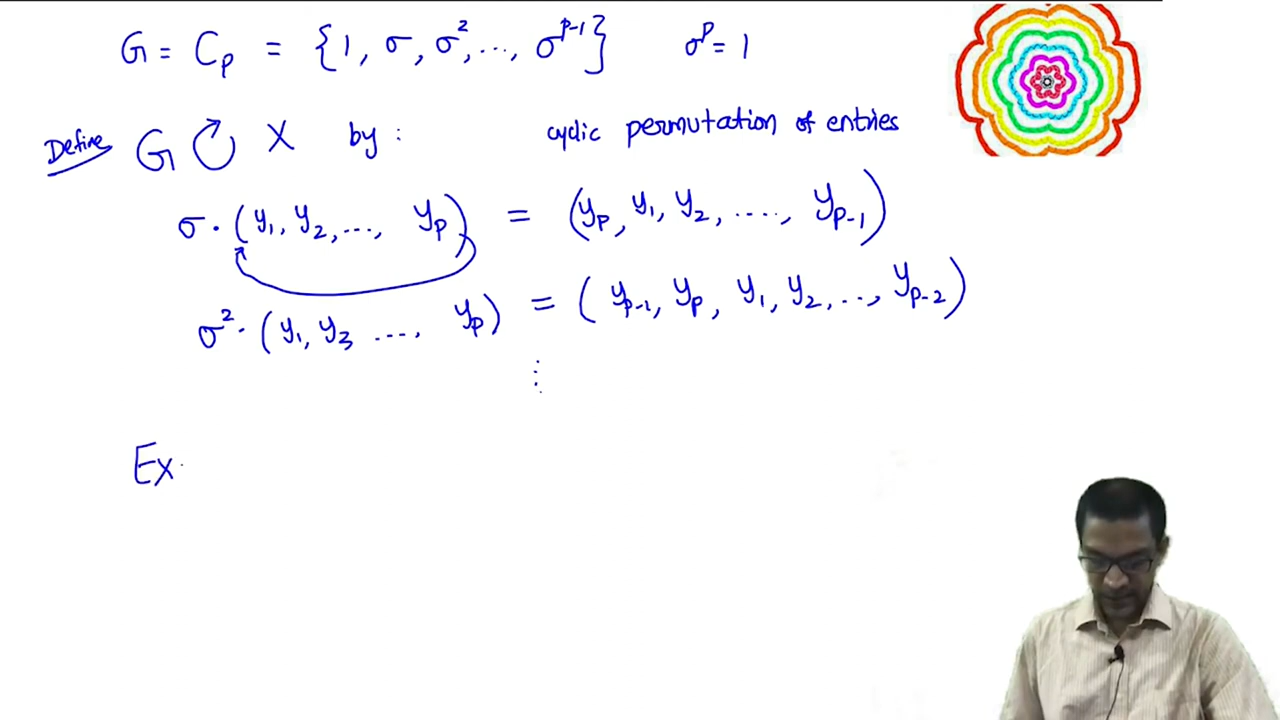 G = C_p = {1, σ, σ², ..., σ^{p-1}}   σ^p = 1
Define G ↻ X by : cyclic permutation of entries
σ · (y₁, y₂, ..., y_p) = (y_p, y₁, y₂, ...., y_{p-1})
σ² · (y₁, y₃ ...., y_p) = (y_{p-1}, y_p, y₁, y₂, ..., y_{p-2})
⋮
Ex.